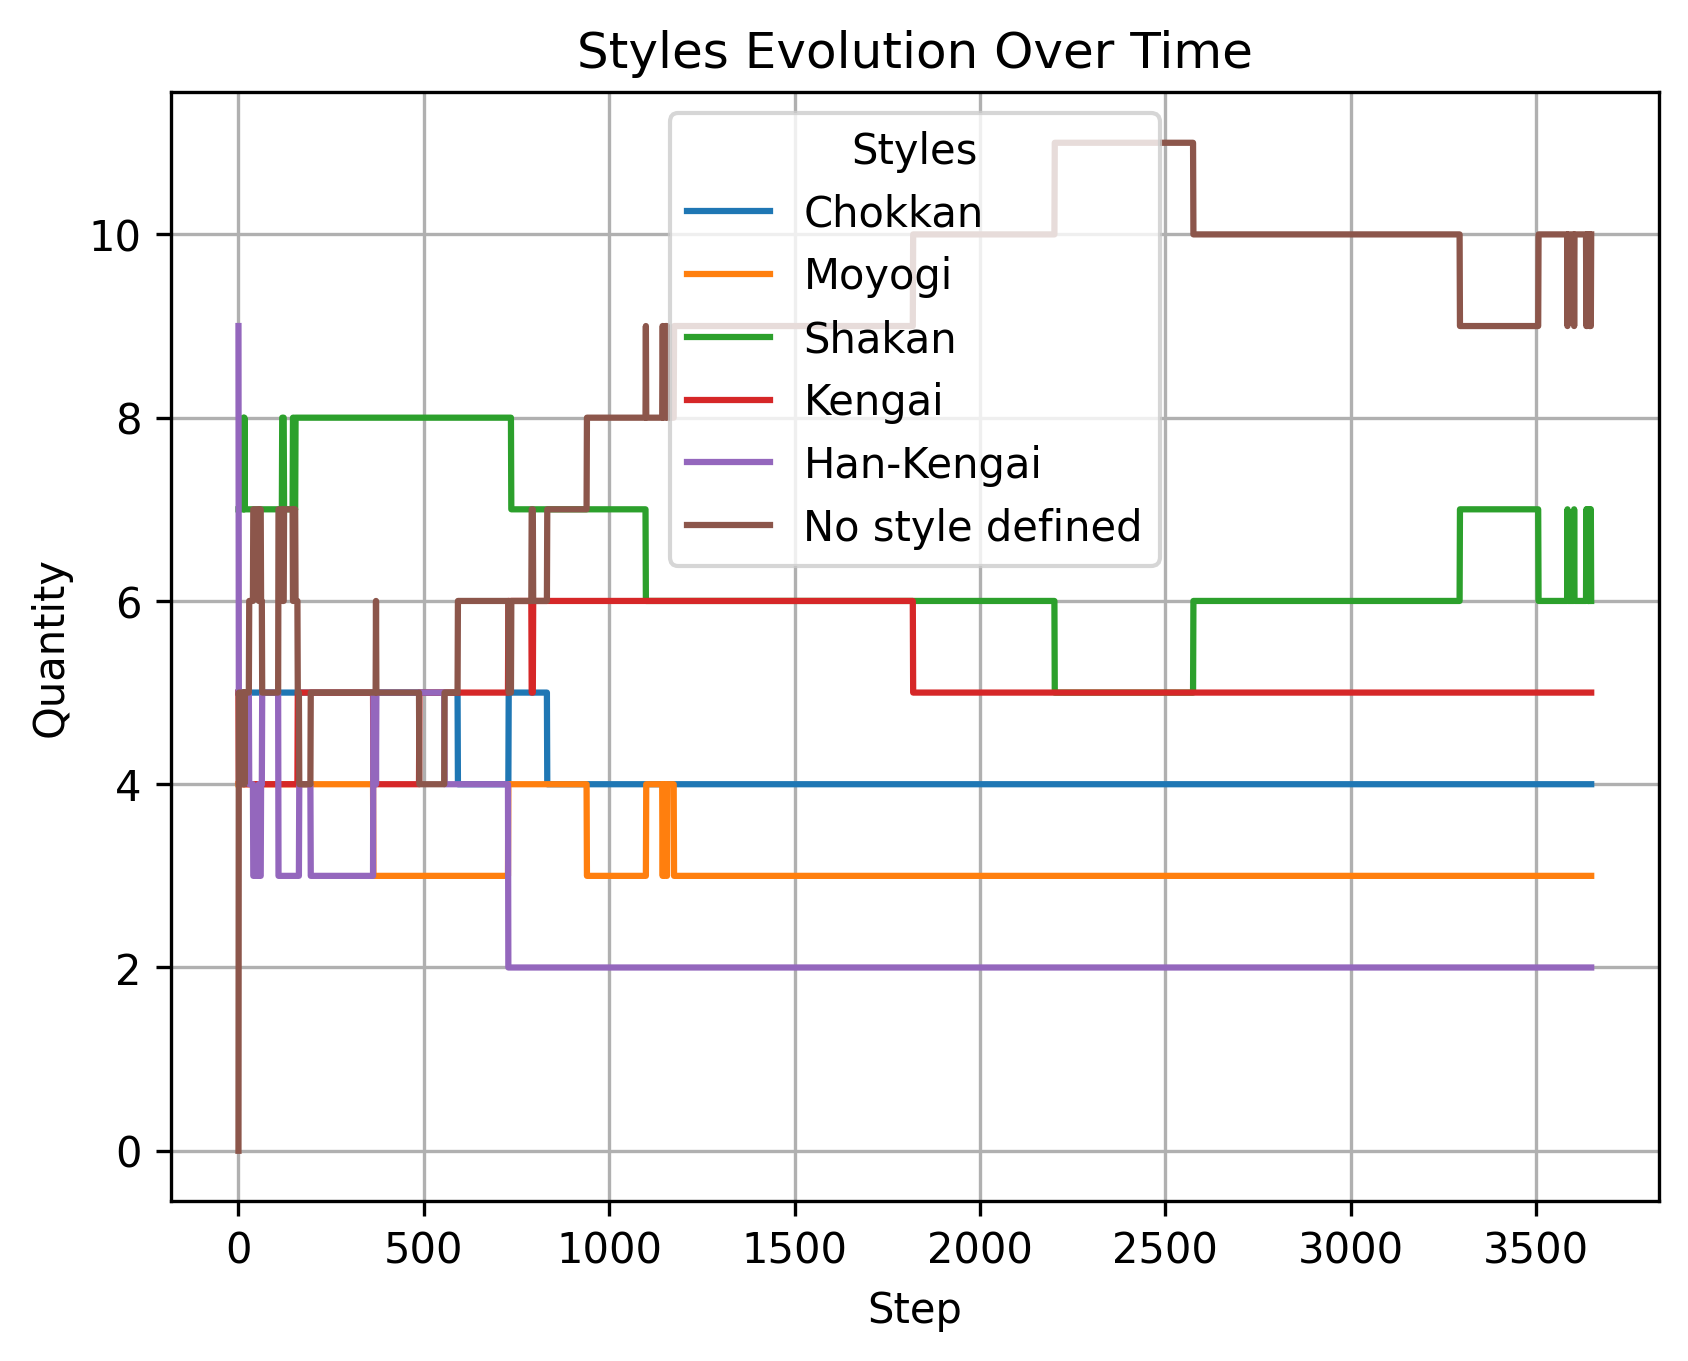 Styles Evolution Over Time
Styles
Chokkan
Moyogi
Shakan
Kengai
Han-Kengai
No style defined
Quantity
10
8
6
4
2
0
0 500 1000 1500 2000 2500 3000 3500
Step